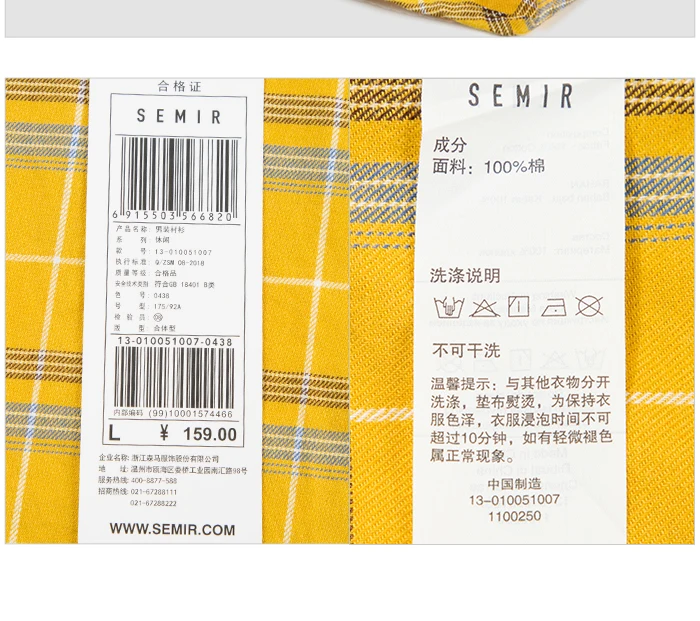 合格证
SEMIR
6 915503 566820
产品名称: 男装衬衫
系 列: 休闲
款 号: 13-010051007
执行标准: Q/ZSM 08-2018
质量等级: 合格品
安全技术类别: 符合GB 18401 B类
色 号: 0438
号 型: 175/92A
检 验 员:
版 型: 合体型
13-010051007-0438
内部编码 (99)10001574466
L ¥ 159.00
企业名称: 浙江森马服饰股份有限公司
地 址: 温州市瓯海区娄桥工业园南汇路98号
服务热线: 400-8877-588
招商热线: 021-67288111
021-67288222
WWW.SEMIR.COM
SEMIR
成分
面料: 100%棉
洗涤说明
不可干洗
温馨提示: 与其他衣物分开
洗涤，垫布熨烫，为保持衣
服色泽，衣服浸泡时间不可
超过10分钟，如有轻微褪色
属正常现象。
中国制造
13-010051007
1100250